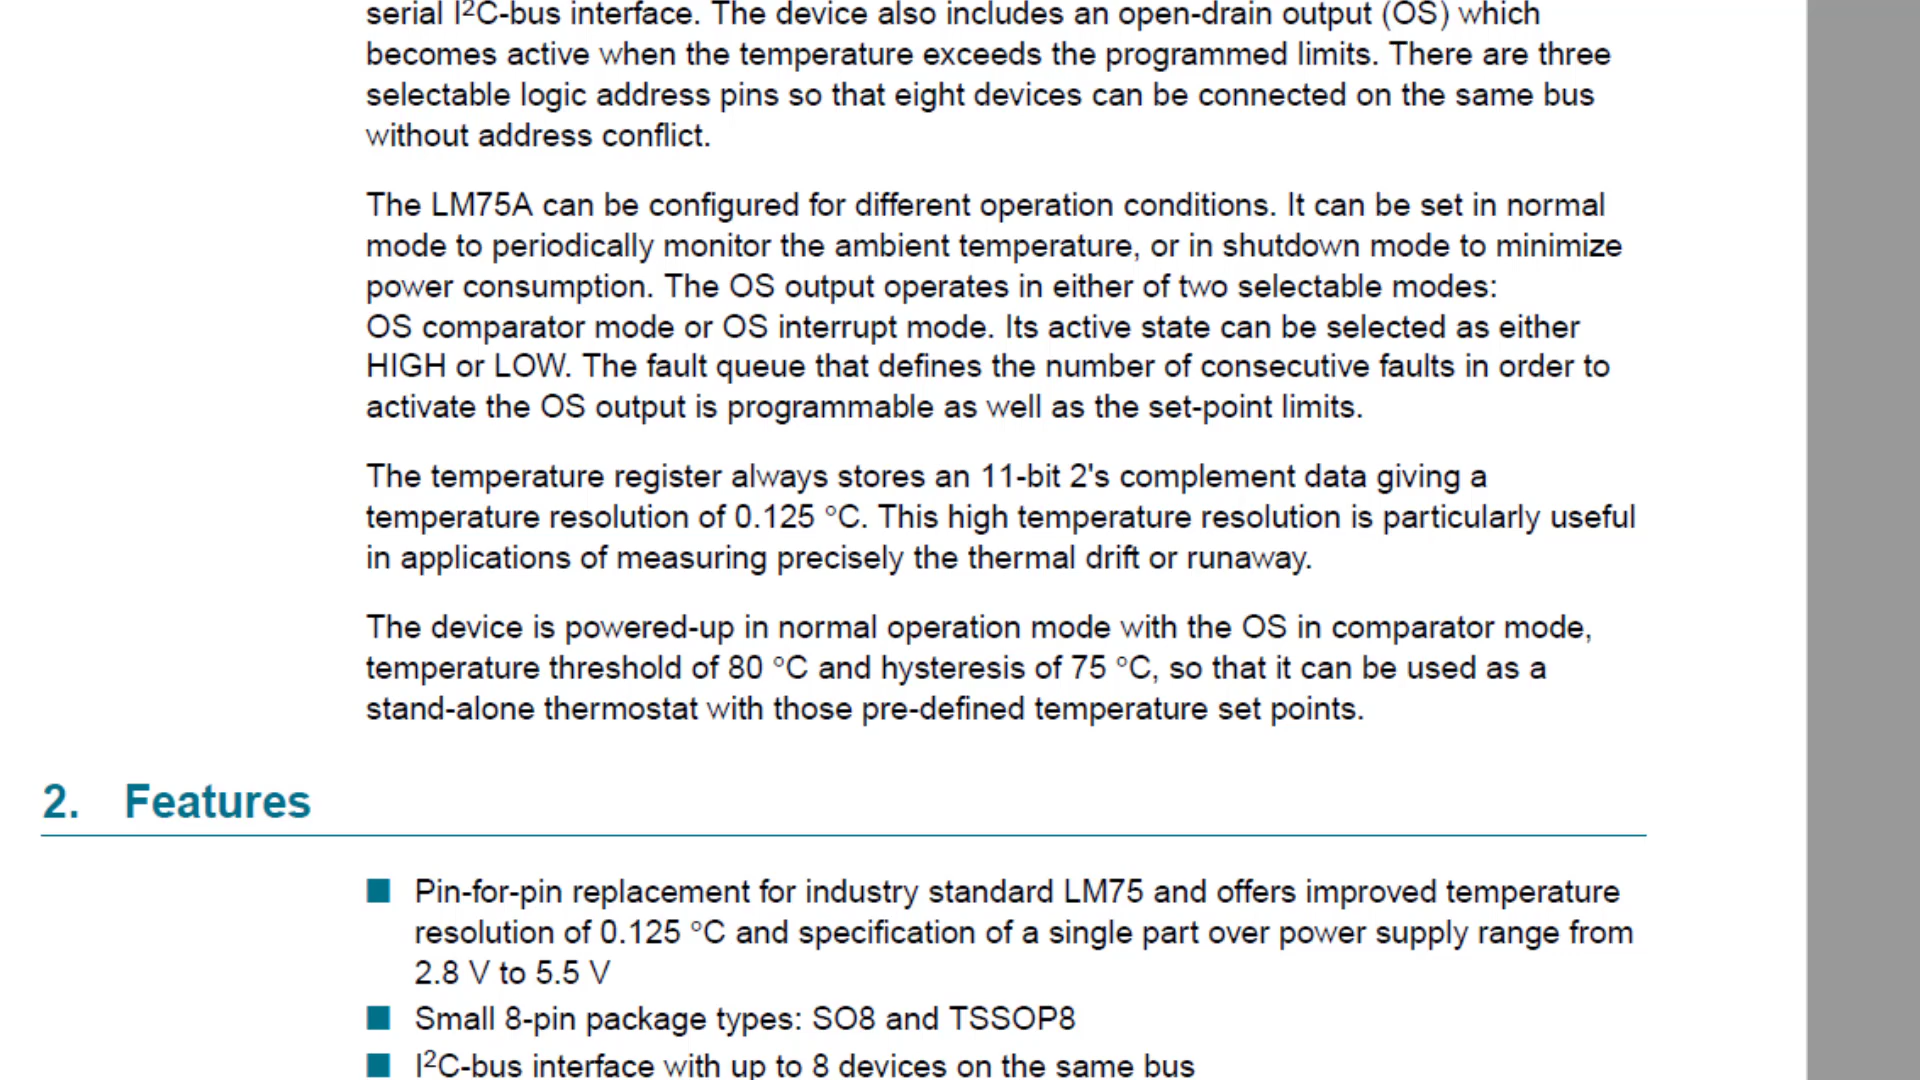 serial I²C-bus interface. The device also includes an open-drain output (OS) which
becomes active when the temperature exceeds the programmed limits. There are three
selectable logic address pins so that eight devices can be connected on the same bus
without address conflict.
The LM75A can be configured for different operation conditions. It can be set in normal
mode to periodically monitor the ambient temperature, or in shutdown mode to minimize
power consumption. The OS output operates in either of two selectable modes:
OS comparator mode or OS interrupt mode. Its active state can be selected as either
HIGH or LOW. The fault queue that defines the number of consecutive faults in order to
activate the OS output is programmable as well as the set-point limits.
The temperature register always stores an 11-bit 2's complement data giving a
temperature resolution of 0.125 °C. This high temperature resolution is particularly useful
in applications of measuring precisely the thermal drift or runaway.
The device is powered-up in normal operation mode with the OS in comparator mode,
temperature threshold of 80 °C and hysteresis of 75 °C, so that it can be used as a
stand-alone thermostat with those pre-defined temperature set points.
2. Features
■ Pin-for-pin replacement for industry standard LM75 and offers improved temperature
resolution of 0.125 °C and specification of a single part over power supply range from
2.8 V to 5.5 V
■ Small 8-pin package types: SO8 and TSSOP8
■ I²C-bus interface with up to 8 devices on the same bus